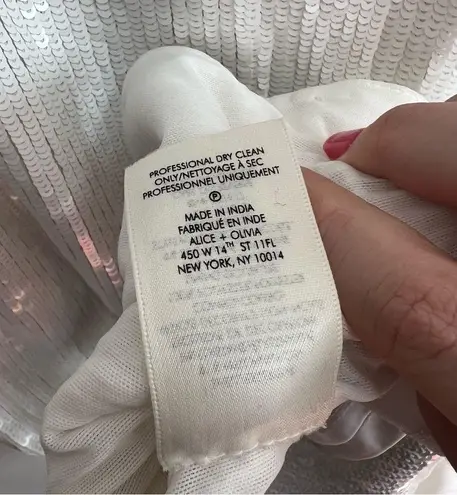 PROFESSIONAL DRY CLEAN
ONLY/NETTOYAGE À SEC
PROFESSIONNEL UNIQUEMENT
Ⓟ
MADE IN INDIA
FABRIQUÉ EN INDE
ALICE + OLIVIA
450 W 14TH ST 11FL
NEW YORK, NY 10014